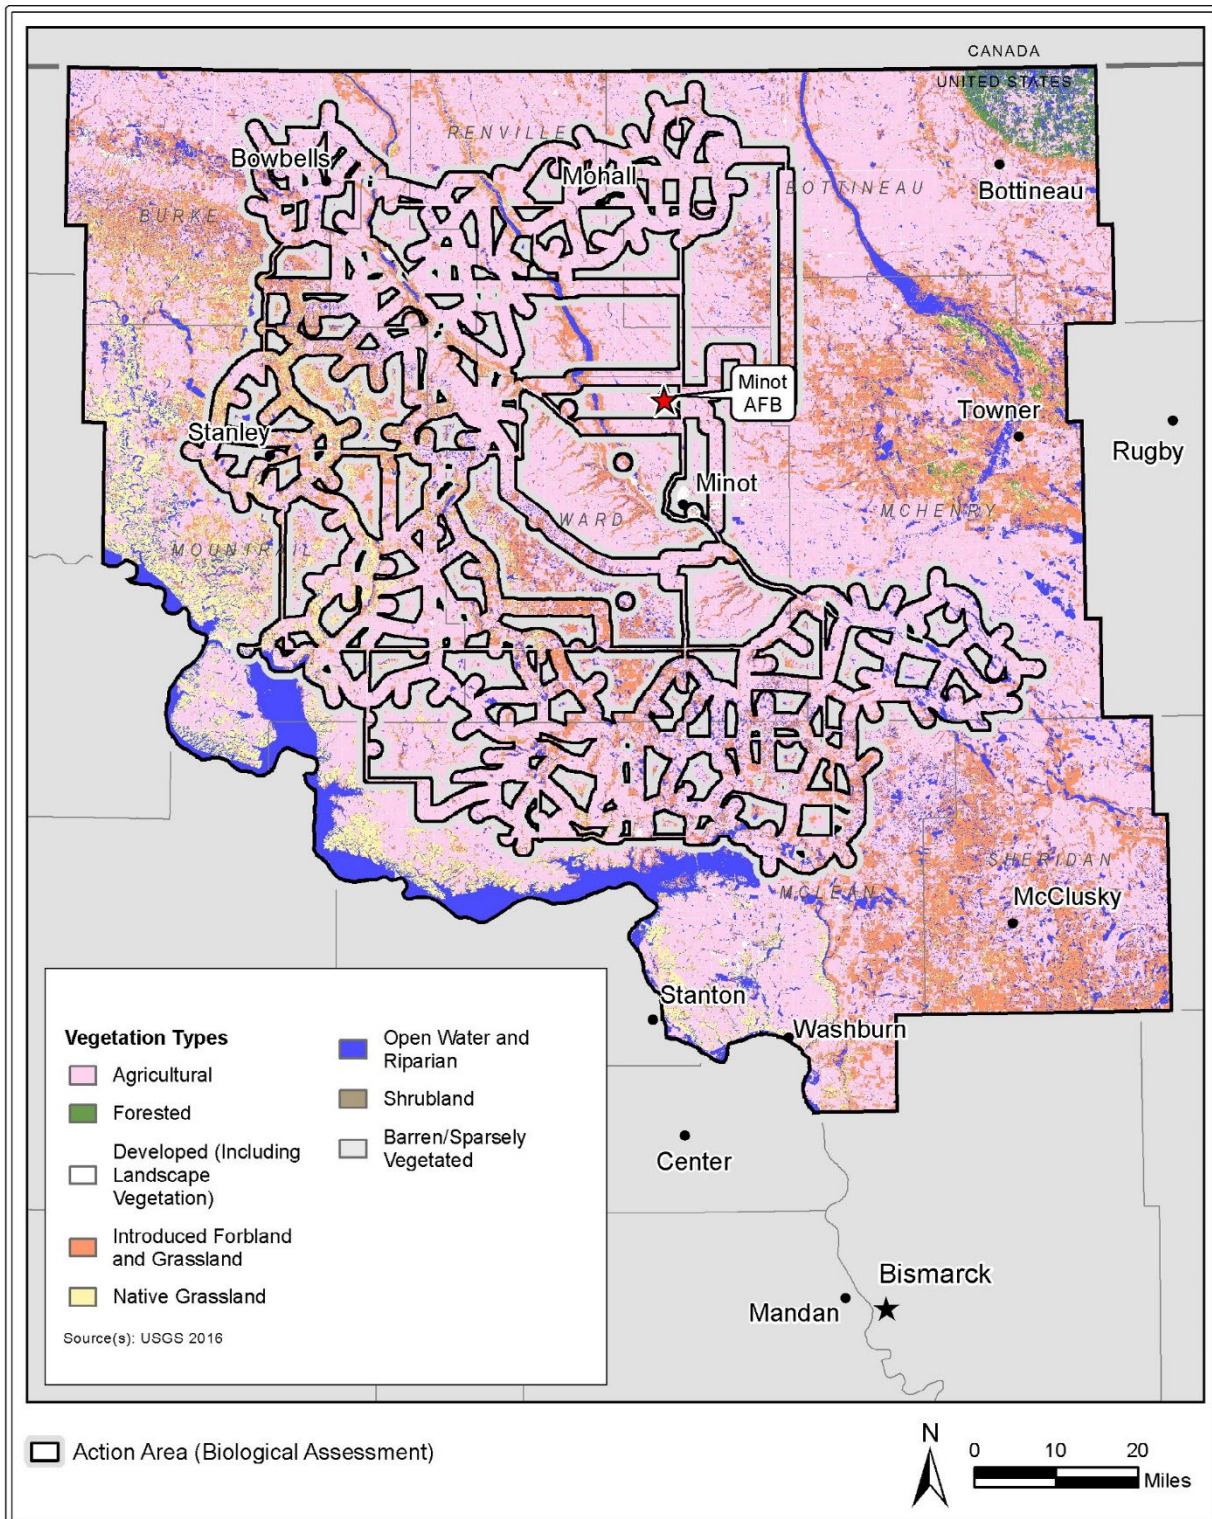 CANADA
UNITED STATES
RENVILLE
Bowbells
Mohall
BOTTINEAU
Bottineau
BURKE
Minot
AFB
Towner
Stanley
Rugby
Minot
WARD
MCHENRY
MOUNTRAIL
SHERIDAN
MCLEAN
McClusky
Stanton
Washburn
Center
Bismarck
Mandan
Vegetation Types
Agricultural
Forested
Developed (Including
Landscape
Vegetation)
Introduced Forbland
and Grassland
Native Grassland
Open Water and
Riparian
Shrubland
Barren/Sparsely
Vegetated
Source(s): USGS 2016
Action Area (Biological Assessment)
N
0 10 20
Miles